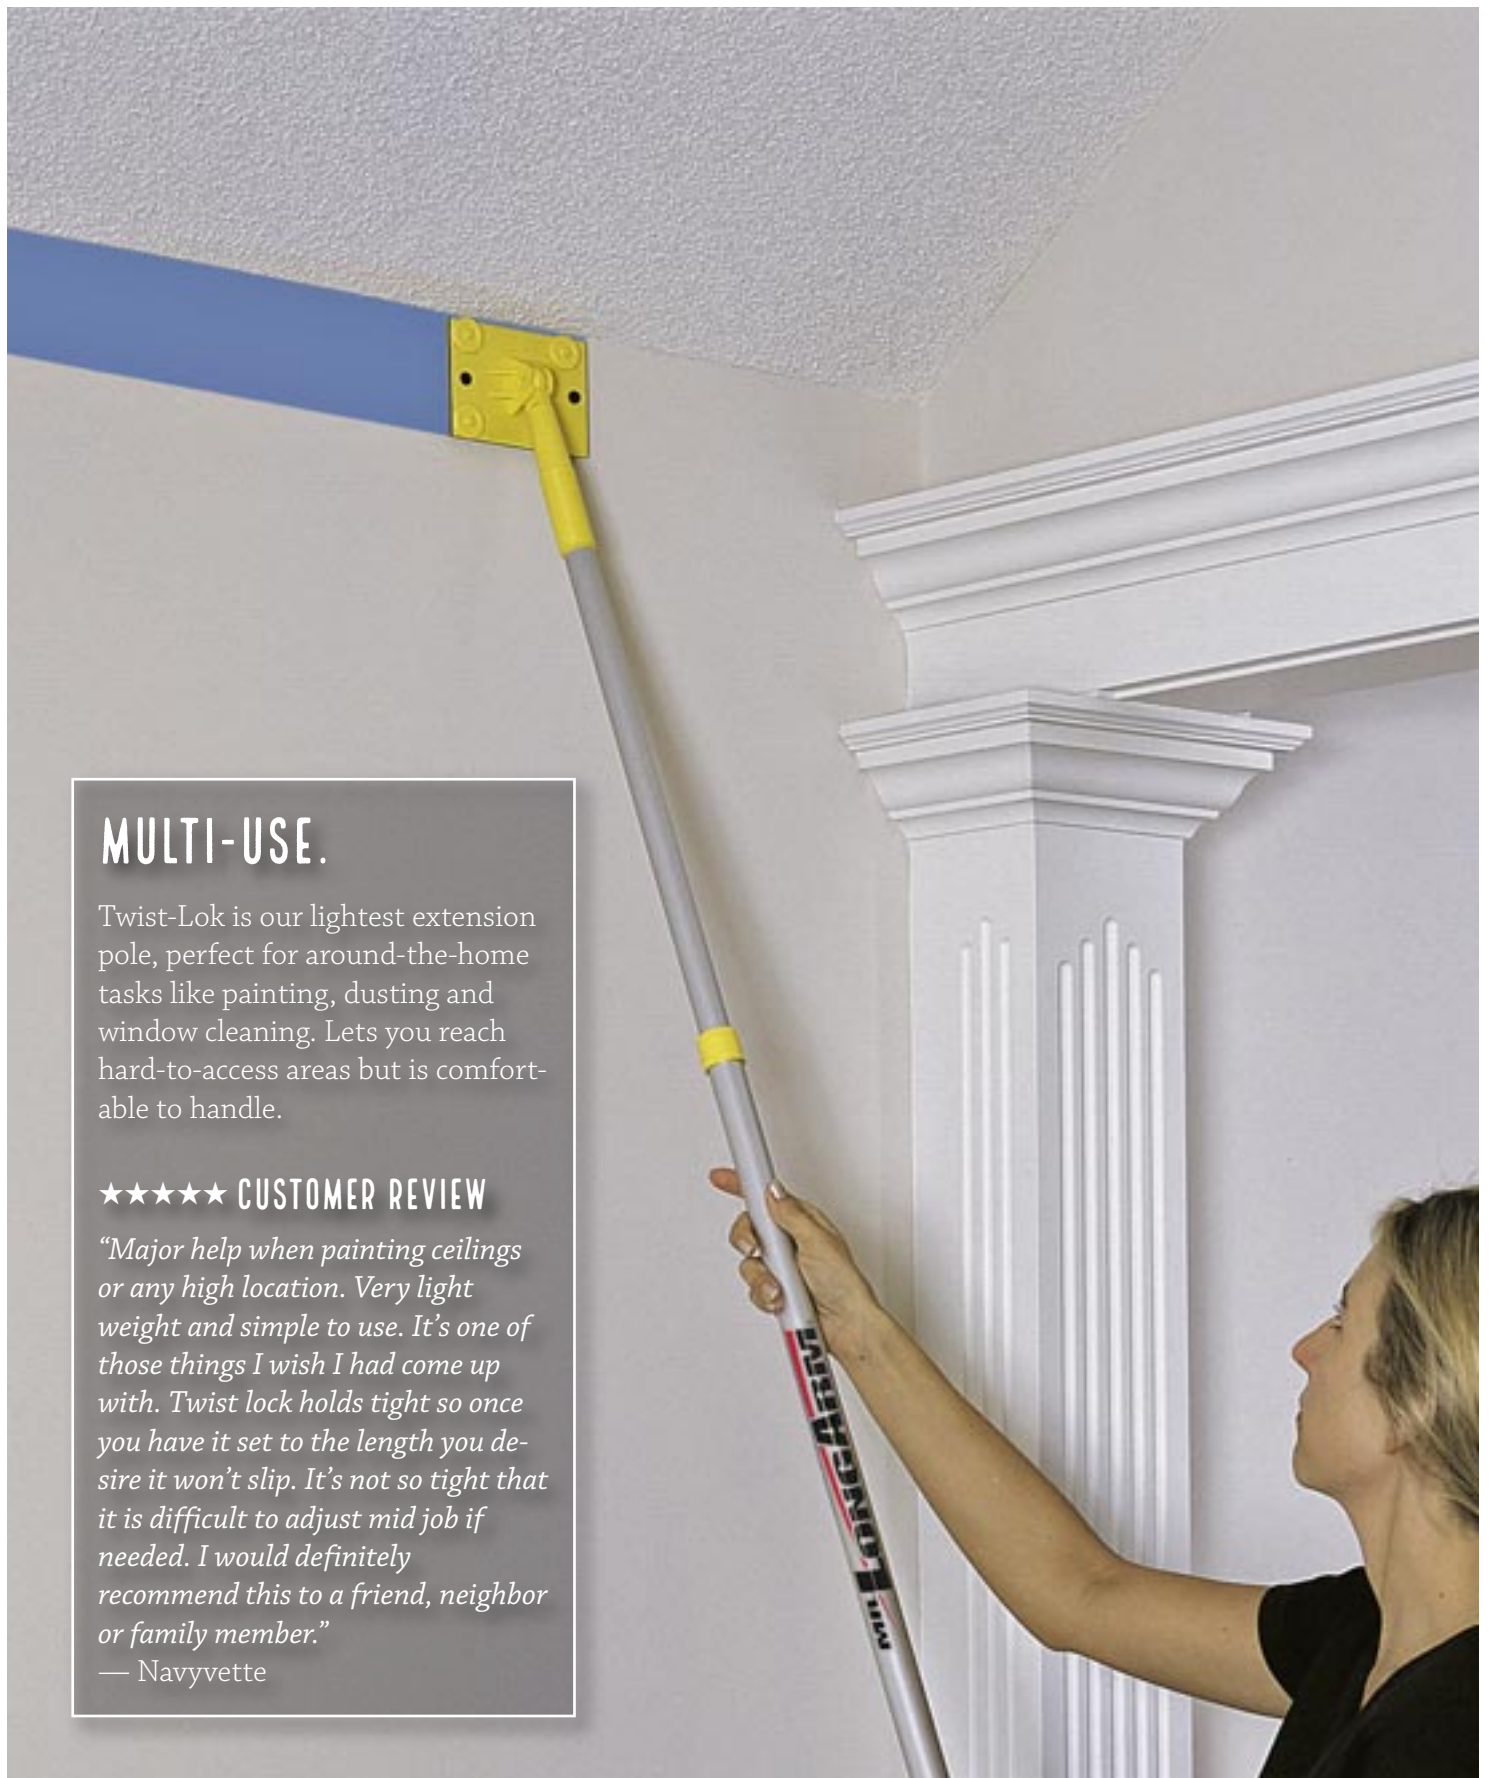 MULTI-USE.
Twist-Lok is our lightest extension
pole, perfect for around-the-home
tasks like painting, dusting and
window cleaning. Lets you reach
hard-to-access areas but is comfort-
able to handle.
★★★★★ CUSTOMER REVIEW
“Major help when painting ceilings
or any high location. Very light
weight and simple to use. It’s one of
those things I wish I had come up
with. Twist lock holds tight so once
you have it set to the length you de-
sire it won’t slip. It’s not so tight that
it is difficult to adjust mid job if
needed. I would definitely
recommend this to a friend, neighbor
or family member.”
— Navyvette
MR LONGARM